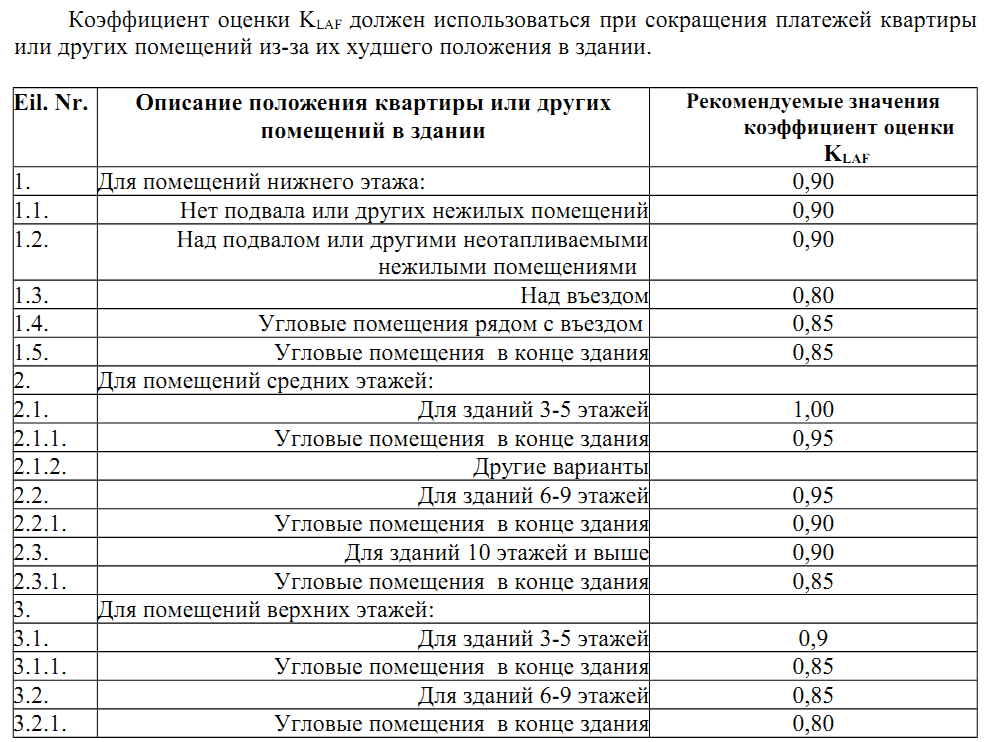 Коэффициент оценки KLAF должен использоваться при сокращения платежей квартиры
или других помещений из-за их худшего положения в здании.
Eil. Nr. Описание положения квартиры или других помещений в здании Рекомендуемые значения коэффициент оценки KLAF
1. Для помещений нижнего этажа: 0,90
1.1. Нет подвала или других нежилых помещений 0,90
1.2. Над подвалом или другими неотапливаемыми нежилыми помещениями 0,90
1.3. Над въездом 0,80
1.4. Угловые помещения рядом с въездом 0,85
1.5. Угловые помещения в конце здания 0,85
2. Для помещений средних этажей:
2.1. Для зданий 3-5 этажей 1,00
2.1.1. Угловые помещения в конце здания 0,95
2.1.2. Другие варианты
2.2. Для зданий 6-9 этажей 0,95
2.2.1. Угловые помещения в конце здания 0,90
2.3. Для зданий 10 этажей и выше 0,90
2.3.1. Угловые помещения в конце здания 0,85
3. Для помещений верхних этажей:
3.1. Для зданий 3-5 этажей 0,9
3.1.1. Угловые помещения в конце здания 0,85
3.2. Для зданий 6-9 этажей 0,85
3.2.1. Угловые помещения в конце здания 0,80